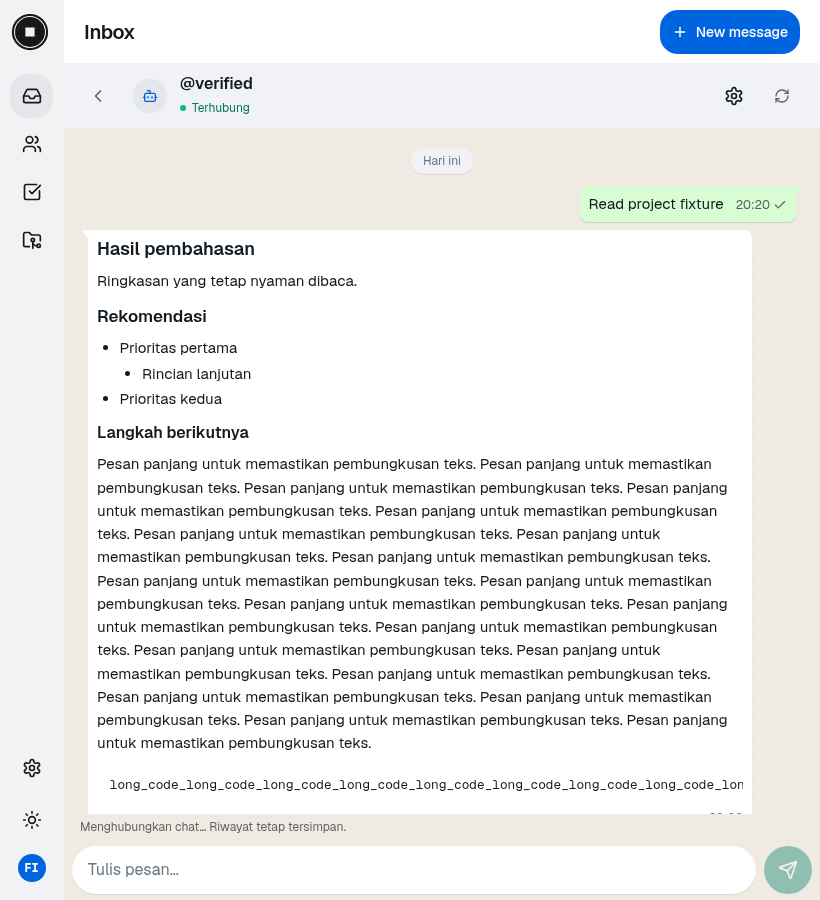 Inbox
New message
@verified
Terhubung
Hari ini
Read project fixture 20:20
Hasil pembahasan
Ringkasan yang tetap nyaman dibaca.
Rekomendasi
Prioritas pertama
Rincian lanjutan
Prioritas kedua
Langkah berikutnya
Pesan panjang untuk memastikan pembungkusan teks. Pesan panjang untuk memastikan
pembungkusan teks. Pesan panjang untuk memastikan pembungkusan teks. Pesan panjang
untuk memastikan pembungkusan teks. Pesan panjang untuk memastikan pembungkusan
teks. Pesan panjang untuk memastikan pembungkusan teks. Pesan panjang untuk
memastikan pembungkusan teks. Pesan panjang untuk memastikan pembungkusan teks.
Pesan panjang untuk memastikan pembungkusan teks. Pesan panjang untuk memastikan
pembungkusan teks. Pesan panjang untuk memastikan pembungkusan teks. Pesan panjang
untuk memastikan pembungkusan teks. Pesan panjang untuk memastikan pembungkusan
teks. Pesan panjang untuk memastikan pembungkusan teks. Pesan panjang untuk
memastikan pembungkusan teks. Pesan panjang untuk memastikan pembungkusan teks.
Pesan panjang untuk memastikan pembungkusan teks. Pesan panjang untuk memastikan
pembungkusan teks. Pesan panjang untuk memastikan pembungkusan teks. Pesan panjang
untuk memastikan pembungkusan teks.
long_code_long_code_long_code_long_code_long_code_long_code_long_code_long_code_lon
Menghubungkan chat… Riwayat tetap tersimpan.
Tulis pesan…
FI